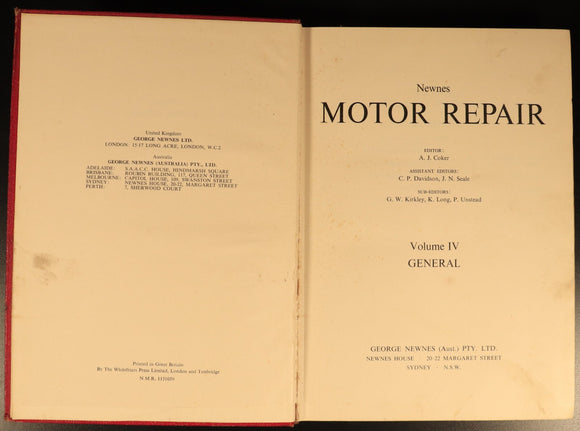 United Kingdom
GEORGE NEWNES LTD.
LONDON: 15-17 LONG ACRE, LONDON, W.C.2
Australia
GEORGE NEWNES (AUSTRALIA) PTY., LTD.
ADELAIDE: S.A.A.C.C. HOUSE, HINDMARSH SQUARE
BRISBANE: ROUBIN BUILDING, 17, QUEEN STREET
MELBOURNE: CAPITOL HOUSE, 109, SWANSTON STREET
SYDNEY: NEWNES HOUSE, 20-22, MARGARET STREET
PERTH: 7, SHERWOOD COURT
Printed in Great Britain
By The Whitefriars Press Limited, London and Tonbridge
N.M.R.
Newnes
MOTOR REPAIR
EDITOR:
A. J. Coker
ASSISTANT EDITORS:
C. P. Davidson, J. N. Seale
SUB-EDITORS:
G. W. Kirkley, K. Long, P. Unstead
Volume IV
GENERAL
GEORGE NEWNES (Aust.) PTY. LTD.
NEWNES HOUSE 20-22 MARGARET STREET
SYDNEY - N.S.W.